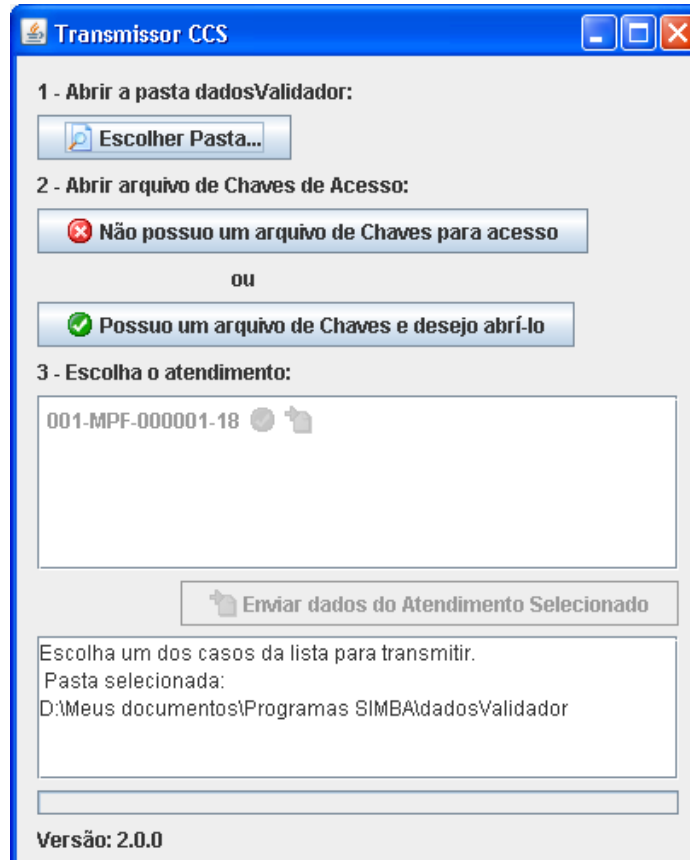 Transmissor CCS
1 - Abrir a pasta dadosValidador:
Escolher Pasta...
2 - Abrir arquivo de Chaves de Acesso:
Não possuo um arquivo de Chaves para acesso
ou
Possuo um arquivo de Chaves e desejo abrí-lo
3 - Escolha o atendimento:
001-MPF-000001-18
Enviar dados do Atendimento Selecionado
Escolha um dos casos da lista para transmitir.
Pasta selecionada:
D:\Meus documentos\Programas SIMBA\dadosValidador
Versão: 2.0.0